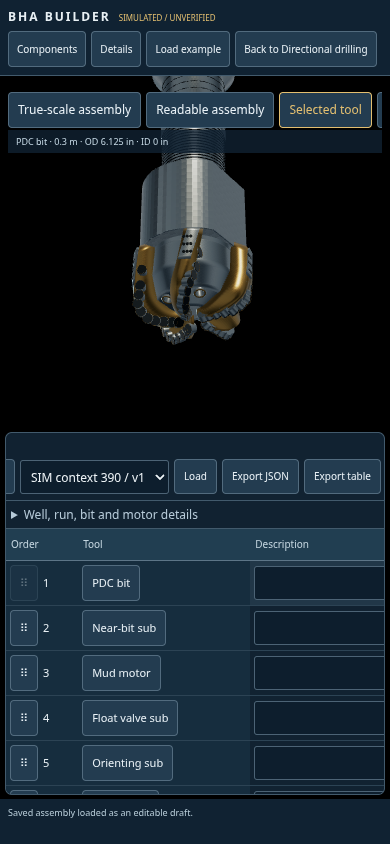 BHA BUILDER SIMULATED / UNVERIFIED
Components Details Load example Back to Directional drilling
True-scale assembly Readable assembly Selected tool
PDC bit · 0.3 m · OD 6.125 in · ID 0 in
SIM context 390 / v1 Load Export JSON Export table
▶ Well, run, bit and motor details
Order Tool Description
1 PDC bit
2 Near-bit sub
3 Mud motor
4 Float valve sub
5 Orienting sub
Saved assembly loaded as an editable draft.